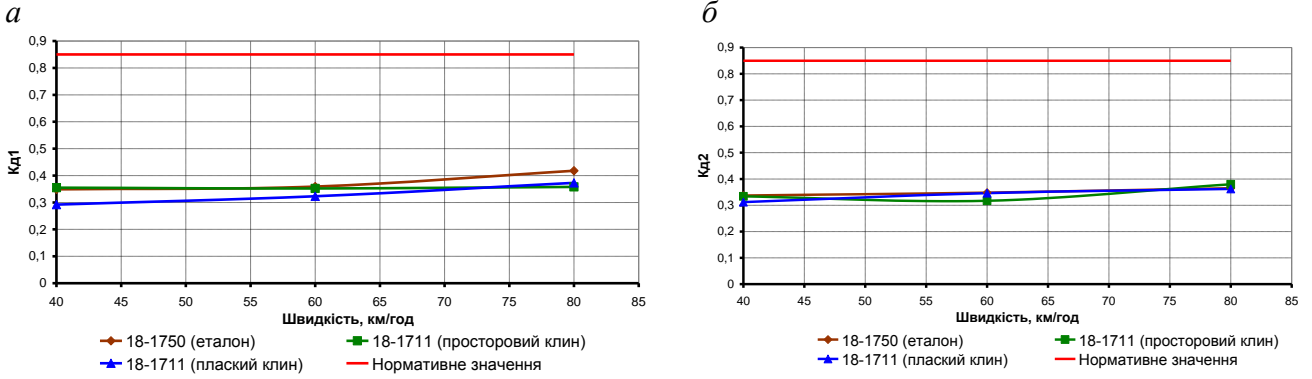 а
0,9
0,8
0,7
0,6
0,5
0,4
0,3
0,2
0,1
0
Кд1
40 45 50 55 60 65 70 75 80 85
Швидкість, км/год
18-1750 (еталон) 18-1711 (просторовий клин)
18-1711 (плаский клин) Нормативне значення
б
0,9
0,8
0,7
0,6
0,5
0,4
0,3
0,2
0,1
0
Кд2
40 45 50 55 60 65 70 75 80 85
Швидкість, км/год
18-1750 (еталон) 18-1711 (просторовий клин)
18-1711 (плаский клин) Нормативне значення